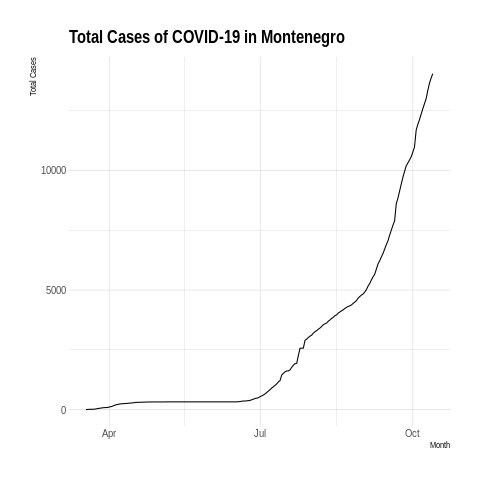 Total Cases of COVID-19 in Montenegro
Total Cases
10000
5000
0
Apr
Jul
Oct
Month